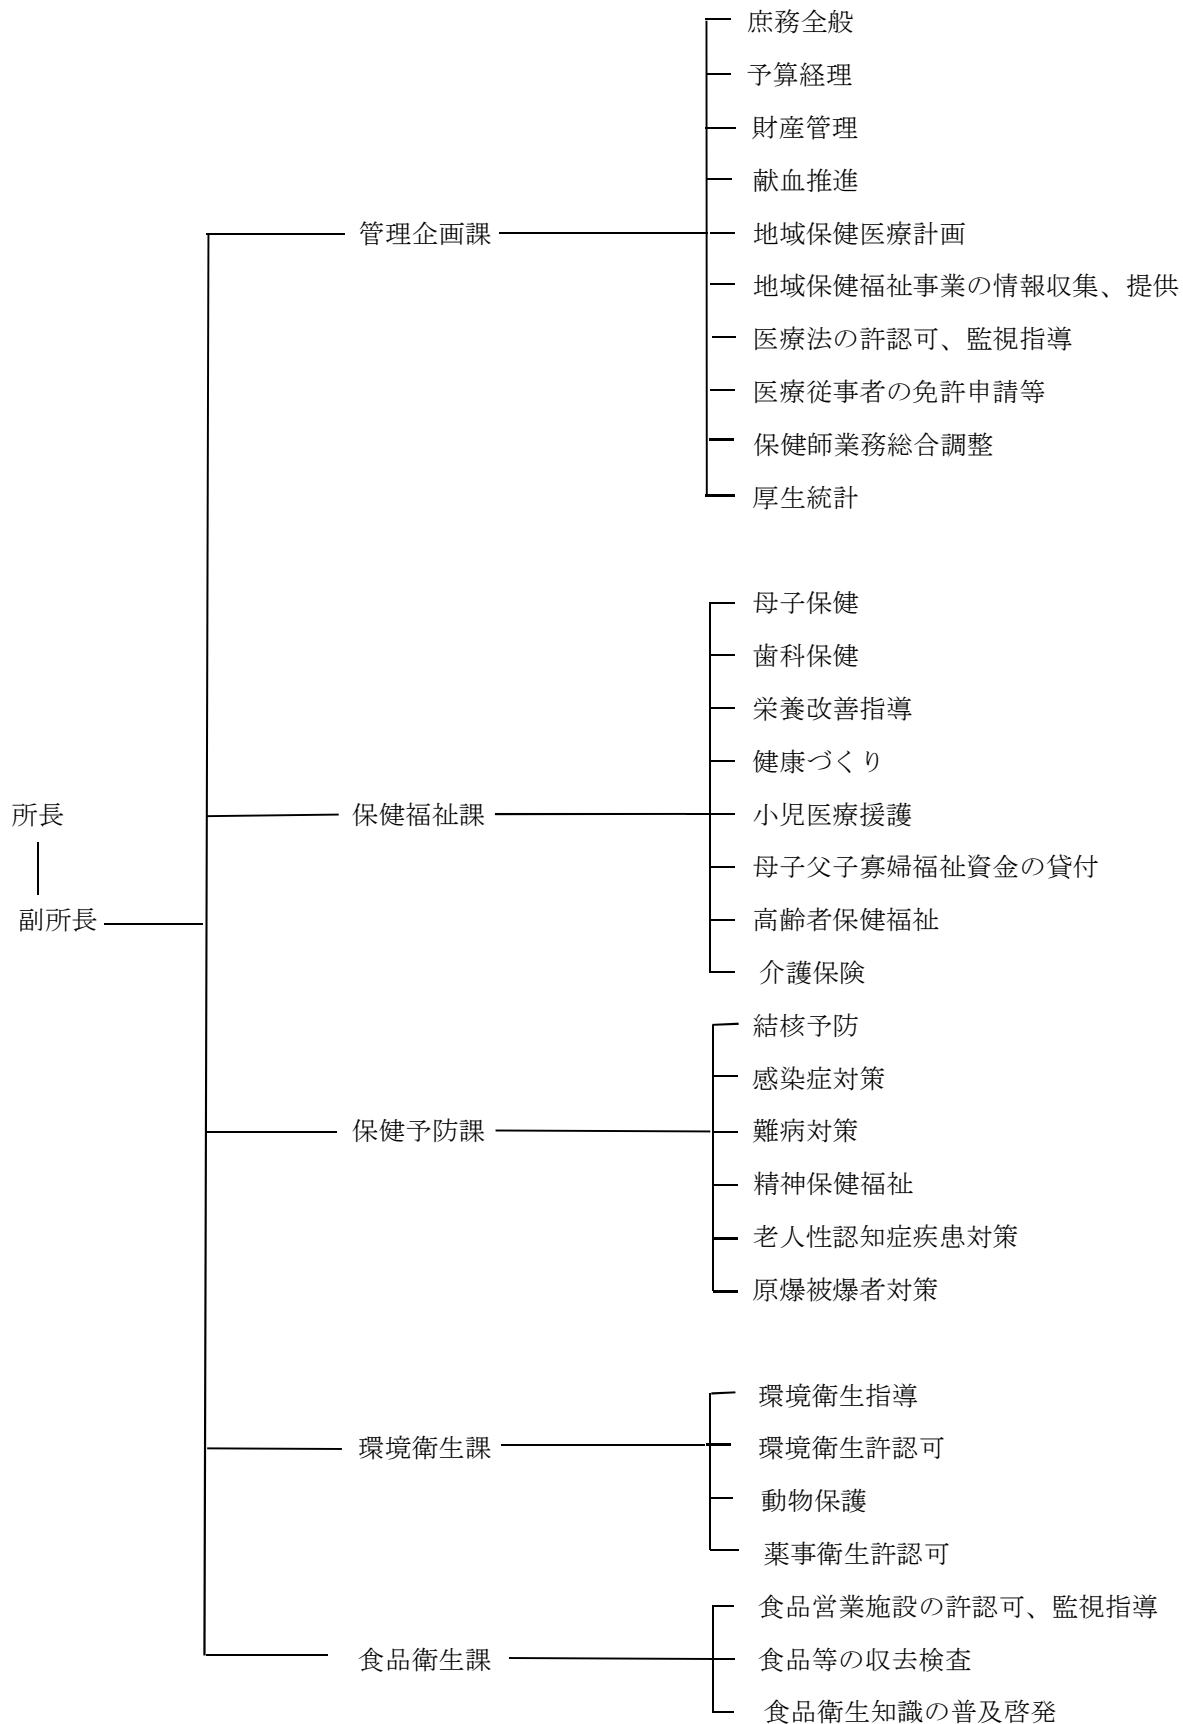 庶務全般
予算経理
財産管理
献血推進
管理企画課
地域保健医療計画
地域保健福祉事業の情報収集、提供
医療法の許認可、監視指導
医療従事者の免許申請等
保健師業務総合調整
厚生統計
母子保健
歯科保健
栄養改善指導
健康づくり
所長
保健福祉課
小児医療援護
母子父子寡婦福祉資金の貸付
副所長
高齢者保健福祉
介護保険
結核予防
感染症対策
保健予防課
難病対策
精神保健福祉
老人性認知症疾患対策
原爆被爆者対策
環境衛生指導
環境衛生課
環境衛生許認可
動物保護
薬事衛生許認可
食品営業施設の許認可、監視指導
食品衛生課
食品等の収去検査
食品衛生知識の普及啓発